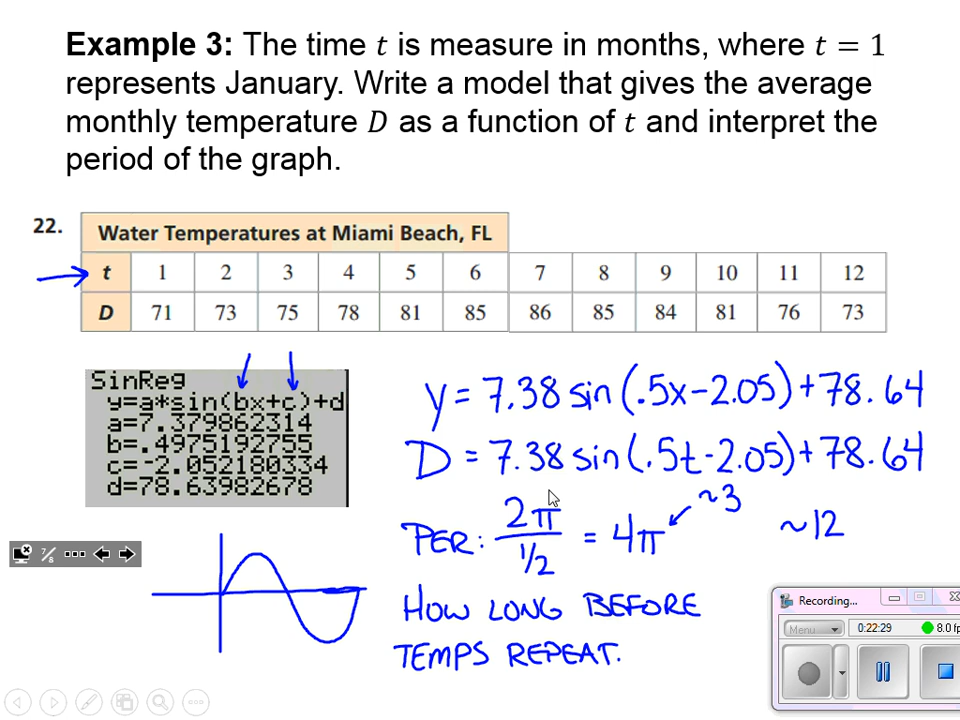 Example 3: The time t is measure in months, where t = 1
represents January. Write a model that gives the average
monthly temperature D as a function of t and interpret the
period of the graph.
22.
Water Temperatures at Miami Beach, FL
t 1 2 3 4 5 6 7 8 9 10 11 12
D 71 73 75 78 81 85 86 85 84 81 76 73
SinReg
y=a*sin(bx+c)+d
a=7.379862314
b=.4975192755
c=-2.052180334
d=78.63982678
y = 7.38 sin(.5x-2.05)+78.64
D = 7.38 sin(.5t-2.05)+78.64
~3
PER: 2π / 1/2 = 4π ~12
HOW LONG BEFORE
TEMPS REPEAT.
7/8
Recording...
Menu 0:22:29 8.0 fp